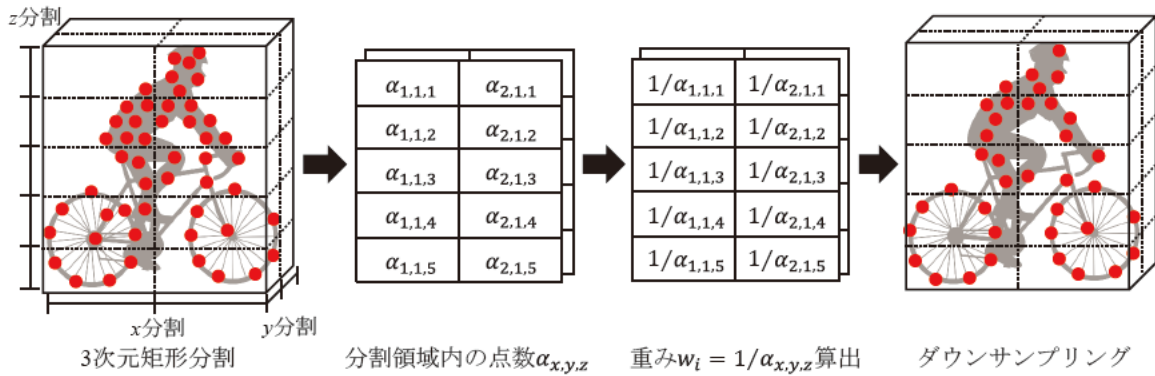 z分割
x分割
y分割
3次元矩形分割
α1,1,1 α2,1,1
α1,1,2 α2,1,2
α1,1,3 α2,1,3
α1,1,4 α2,1,4
α1,1,5 α2,1,5
分割領域内の点数αx,y,z
1/α1,1,1 1/α2,1,1
1/α1,1,2 1/α2,1,2
1/α1,1,3 1/α2,1,3
1/α1,1,4 1/α2,1,4
1/α1,1,5 1/α2,1,5
重みwi = 1/αx,y,z算出
ダウンサンプリング